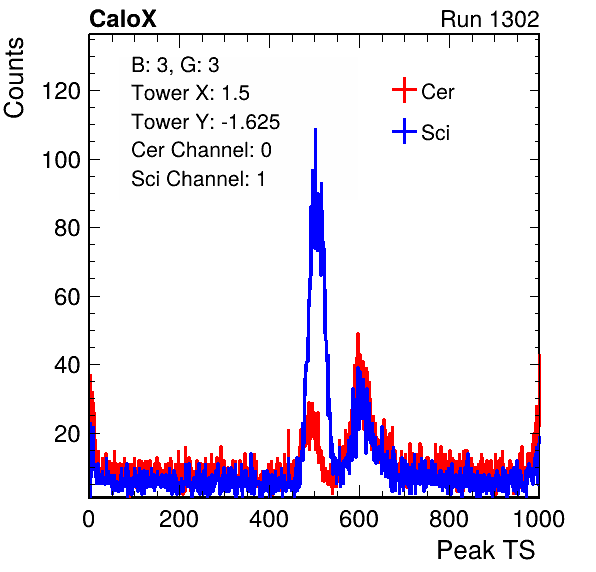 CaloX
Run 1302
Counts
B: 3, G: 3
Tower X: 1.5
Tower Y: -1.625
Cer Channel: 0
Sci Channel: 1
Cer
Sci
120
100
80
60
40
20
0 200 400 600 800 1000
Peak TS